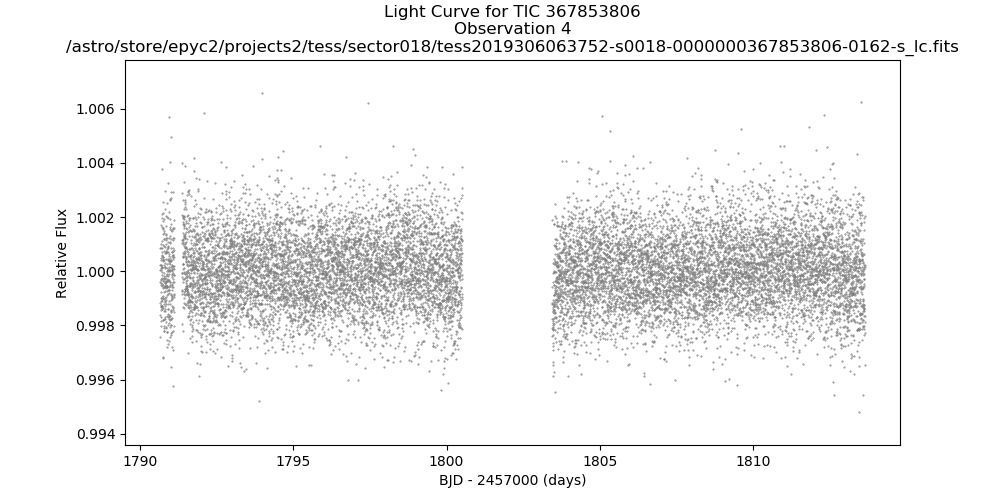 Light Curve for TIC 367853806
Observation 4
/astro/store/epyc2/projects2/tess/sector018/tess2019306063752-s0018-0000000367853806-0162-s_lc.fits
1.006
1.004
1.002
1.000
0.998
0.996
0.994
Relative Flux
1790 1795 1800 1805 1810
BJD - 2457000 (days)